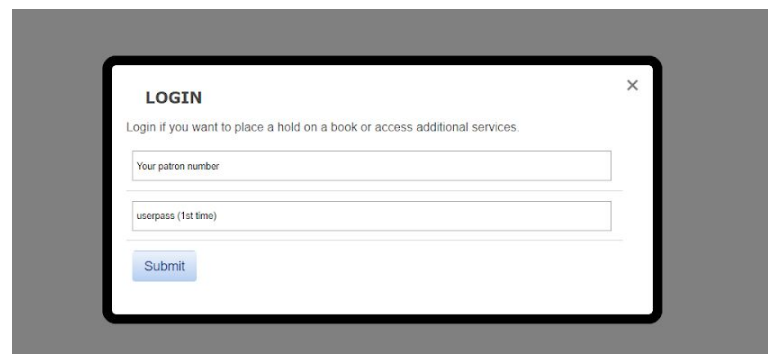 LOGIN
Login if you want to place a hold on a book or access additional services.
Your patron number
userpass (1st time)
Submit